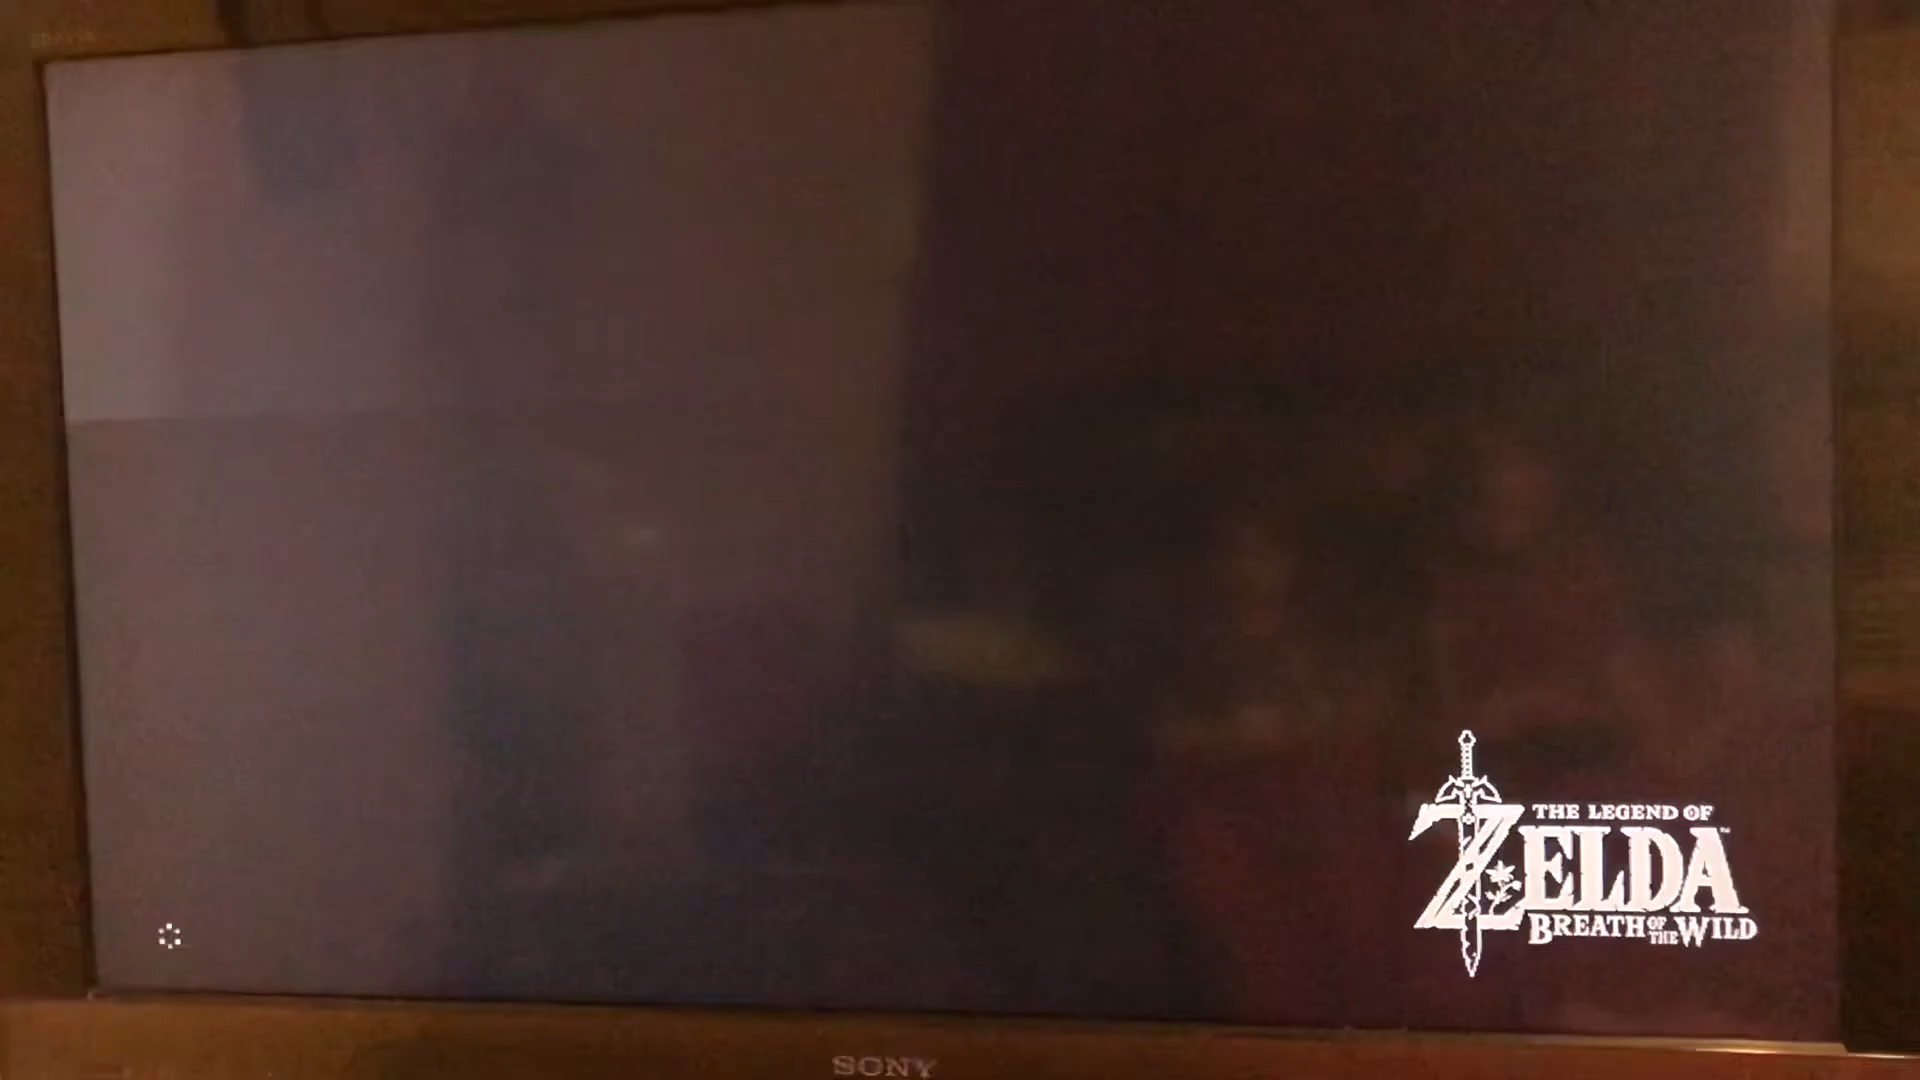 THE LEGEND OF
ZELDA
BREATH OF THE WILD
SONY